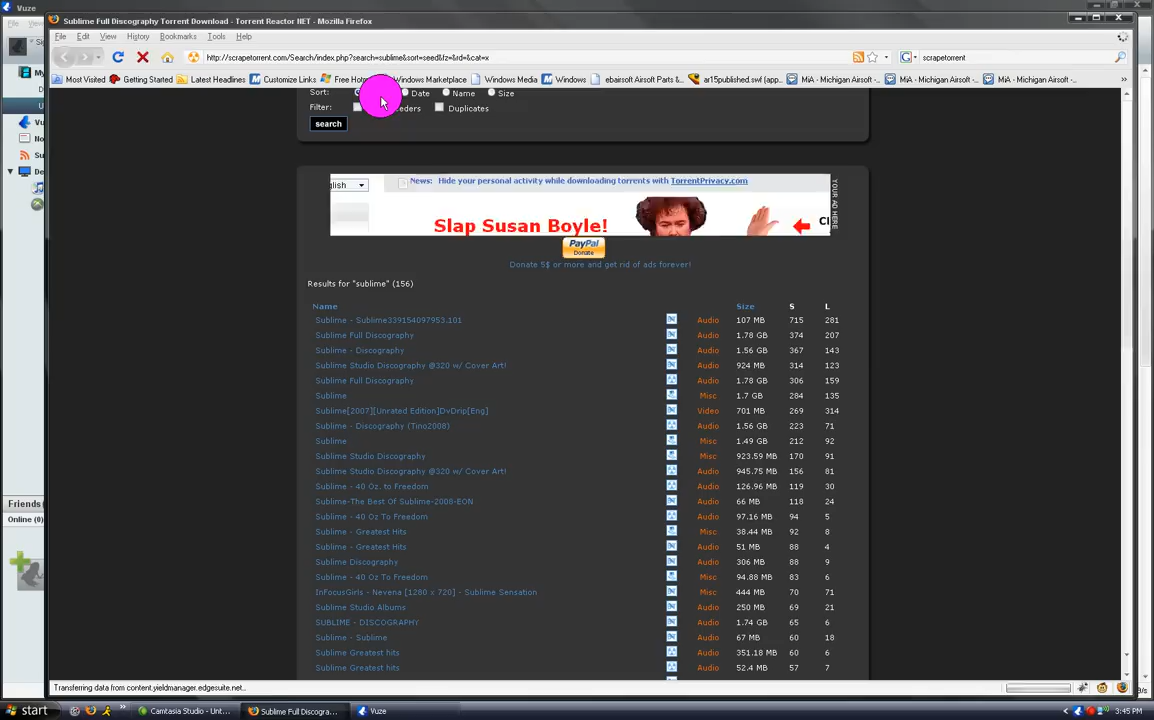 Vuze
Sublime Full Discography Torrent Download - Torrent Reactor NET - Mozilla Firefox
File Edit View History Bookmarks Tools Help
http://scrapetorrent.com/Search/index.php?search=sublime&sort=seed&fz=&rd=&cat=x
scrapetorrent
Most Visited Getting Started Latest Headlines Customize Links Free Hotm Windows Marketplace Windows Media Windows ebairsoft Airsoft Parts,... ar15published.swf (app... MiA - Michigan Airsoft ... MiA - Michigan Airsoft ... MiA - Michigan Airsoft ...
Sort: Date Name Size
Filter: eders Duplicates
search
glish
News: Hide your personal activity while downloading torrents with TorrentPrivacy.com
Slap Susan Boyle!
YOUR AD HERE
PayPal
Donate
Donate 5$ or more and get rid of ads forever!
Results for "sublime" (156)
Name Size S L
Sublime - Sublime339154097953.101 Audio 107 MB 715 281
Sublime Full Discography Audio 1.78 GB 374 207
Sublime - Discography Audio 1.56 GB 367 143
Sublime Studio Discography @320 w/ Cover Art! Audio 924 MB 314 123
Sublime Full Discography Audio 1.78 GB 306 159
Sublime Misc 1.7 GB 284 135
Sublime[2007][Unrated Edition]DvDrip[Eng] Video 701 MB 269 314
Sublime - Discography (Tino2008) Audio 1.56 GB 223 71
Sublime Misc 1.49 GB 212 92
Sublime Studio Discography Misc 923.59 MB 170 91
Sublime Studio Discography @320 w/ Cover Art! Audio 945.75 MB 156 81
Sublime - 40 Oz. to Freedom Audio 126.96 MB 119 30
Sublime-The Best Of Sublime-2008-EON Audio 66 MB 118 24
Sublime - 40 Oz To Freedom Audio 97.16 MB 94 5
Sublime - Greatest Hits Misc 38.44 MB 92 8
Sublime - Greatest Hits Audio 51 MB 88 4
Sublime Discography Audio 306 MB 88 9
Sublime - 40 Oz To Freedom Misc 94.88 MB 83 6
InFocusGirls - Nevena [1280 x 720] - Sublime Sensation Misc 444 MB 70 71
Sublime Studio Albums Audio 250 MB 69 21
SUBLIME - DISCOGRAPHY Audio 1.74 GB 65 6
Sublime - Sublime Audio 67 MB 60 18
Sublime Greatest hits Audio 351.18 MB 60 6
Sublime Greatest hits Audio 52.4 MB 57 7
Friends
Online (0)
Transferring data from content.yieldmanager.edgesuite.net...
start Camtasia Studio - Unt... Sublime Full Discogra... Vuze 3:45 PM